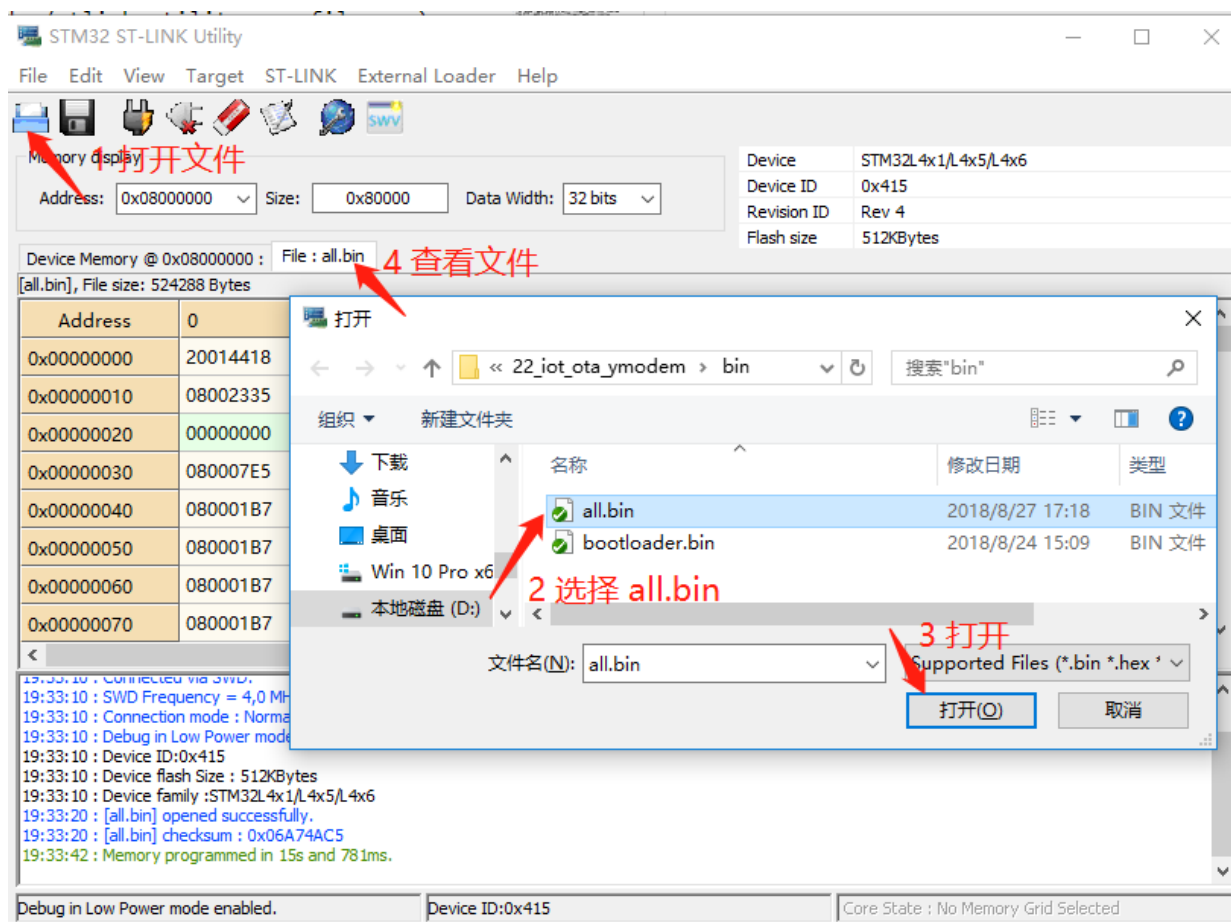 STM32 ST-LINK Utility
File Edit View Target ST-LINK External Loader Help
SWV
1 打开文件
Memory display
Address: 0x08000000 Size: 0x80000 Data Width: 32 bits
Device STM32L4x1/L4x5/L4x6
Device ID 0x415
Revision ID Rev 4
Flash size 512KBytes
Device Memory @ 0x08000000 : File : all.bin
4 查看文件
[all.bin], File size: 524288 Bytes
Address 0
0x00000000 20014418
0x00000010 08002335
0x00000020 00000000
0x00000030 080007E5
0x00000040 080001B7
0x00000050 080001B7
0x00000060 080001B7
0x00000070 080001B7
打开
« 22_iot_ota_ymodem › bin
搜索"bin"
组织 新建文件夹
下载
音乐
桌面
Win 10 Pro x6
本地磁盘 (D:)
名称 修改日期 类型
all.bin 2018/8/27 17:18 BIN 文件
bootloader.bin 2018/8/24 15:09 BIN 文件
2 选择 all.bin
3 打开
文件名(N): all.bin
Supported Files (*.bin *.hex *
打开(O) 取消
19:33:10 : Connected via SWD.
19:33:10 : SWD Frequency = 4,0 MH
19:33:10 : Connection mode : Norma
19:33:10 : Debug in Low Power mode
19:33:10 : Device ID:0x415
19:33:10 : Device flash Size : 512KBytes
19:33:10 : Device family :STM32L4x1/L4x5/L4x6
19:33:20 : [all.bin] opened successfully.
19:33:20 : [all.bin] checksum : 0x06A74AC5
19:33:42 : Memory programmed in 15s and 781ms.
Debug in Low Power mode enabled. Device ID:0x415 Core State : No Memory Grid Selected